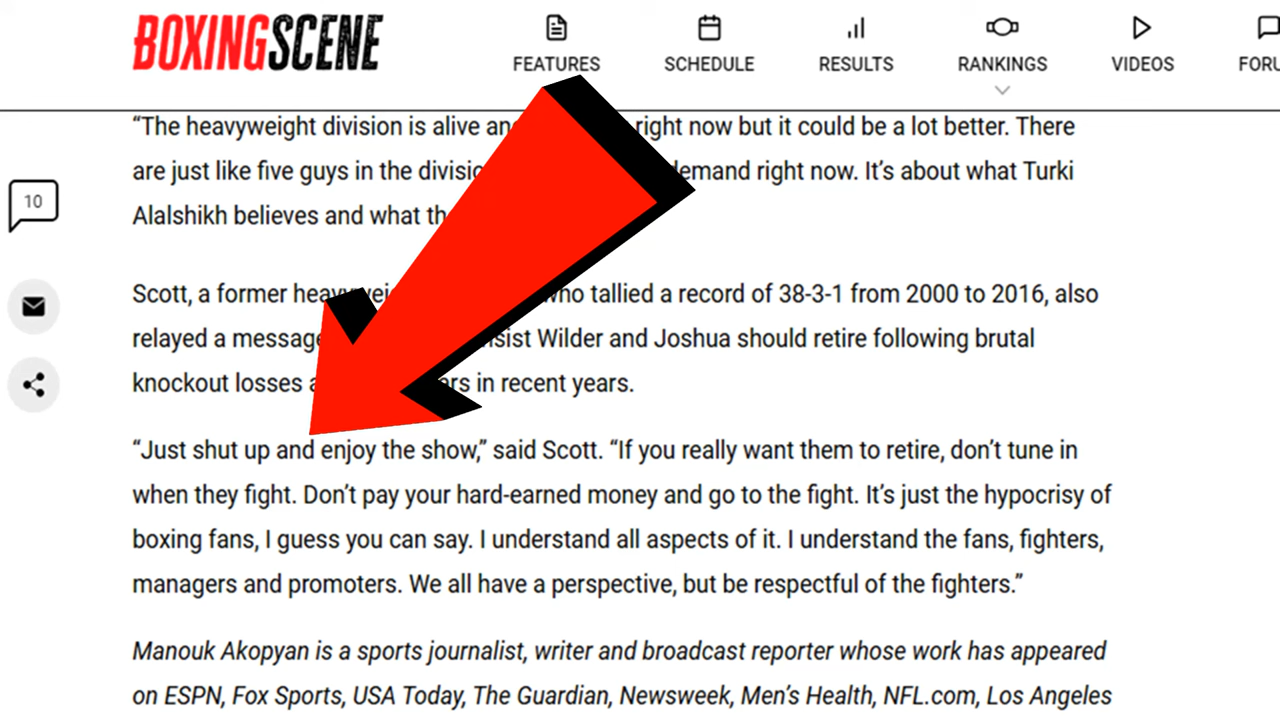 BOXINGSCENE
FEATURES SCHEDULE RESULTS RANKINGS VIDEOS
“The heavyweight division is alive right now but it could be a lot better. There
are just like five guys in the right now. It’s about what Turki
10
Alalshikh believes and what
Scott, a former who tallied a record of 38-3-1 from 2000 to 2016, also
relayed a message Wilder and Joshua should retire following brutal
knockout losses in recent years.
“Just shut up and enjoy the show,” said Scott. “If you really want them to retire, don’t tune in
when they fight. Don’t pay your hard-earned money and go to the fight. It’s just the hypocrisy of
boxing fans, I guess you can say. I understand all aspects of it. I understand the fans, fighters,
managers and promoters. We all have a perspective, but be respectful of the fighters.”
Manouk Akopyan is a sports journalist, writer and broadcast reporter whose work has appeared
on ESPN, Fox Sports, USA Today, The Guardian, Newsweek, Men’s Health, NFL.com, Los Angeles